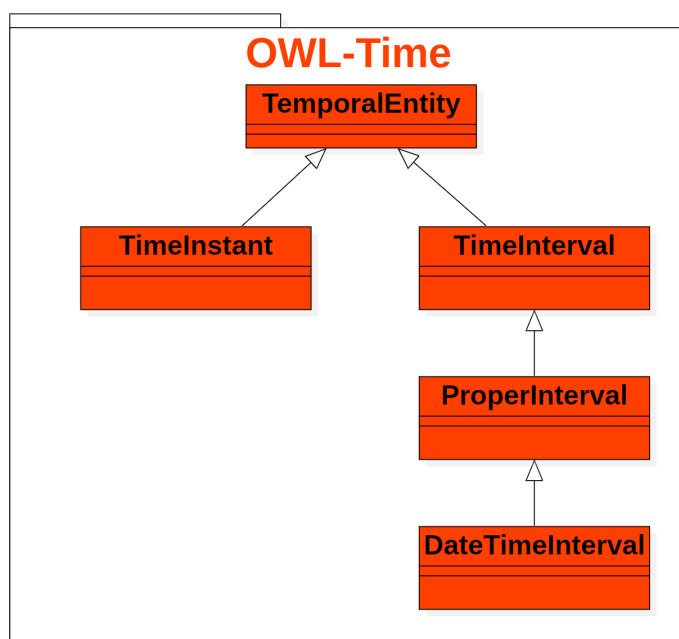 OWL-Time
TemporalEntity
TimeInstant
TimeInterval
ProperInterval
DateTimeInterval